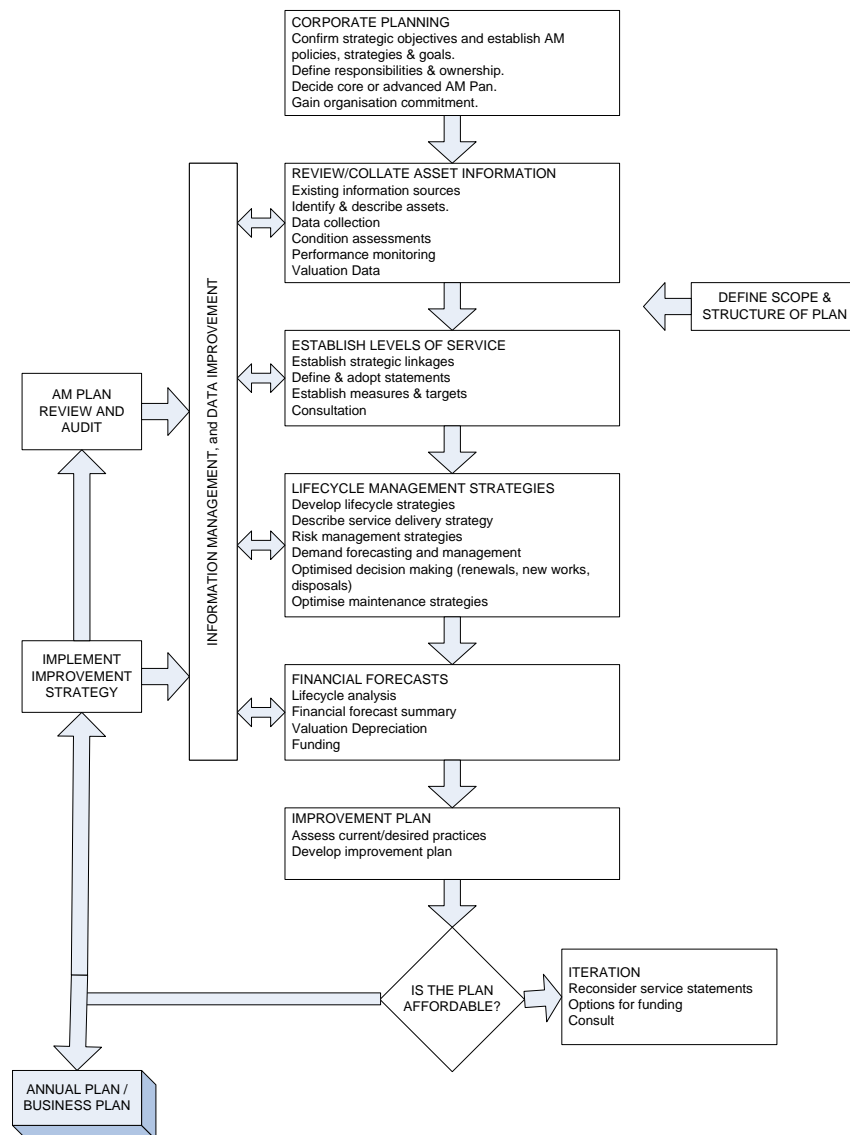 CORPORATE PLANNING
Confirm strategic objectives and establish AM
policies, strategies & goals.
Define responsibilities & ownership.
Decide core or advanced AM Pan.
Gain organisation commitment.
REVIEW/COLLATE ASSET INFORMATION
Existing information sources
Identify & describe assets.
Data collection
Condition assessments
Performance monitoring
Valuation Data
INFORMATION MANAGEMENT, and DATA IMPROVEMENT
DEFINE SCOPE &
STRUCTURE OF PLAN
ESTABLISH LEVELS OF SERVICE
Establish strategic linkages
Define & adopt statements
Establish measures & targets
Consultation
AM PLAN
REVIEW AND
AUDIT
LIFECYCLE MANAGEMENT STRATEGIES
Develop lifecycle strategies
Describe service delivery strategy
Risk management strategies
Demand forecasting and management
Optimised decision making (renewals, new works,
disposals)
Optimise maintenance strategies
IMPLEMENT
IMPROVEMENT
STRATEGY
FINANCIAL FORECASTS
Lifecycle analysis
Financial forecast summary
Valuation Depreciation
Funding
IMPROVEMENT PLAN
Assess current/desired practices
Develop improvement plan
IS THE PLAN
AFFORDABLE?
ITERATION
Reconsider service statements
Options for funding
Consult
ANNUAL PLAN /
BUSINESS PLAN